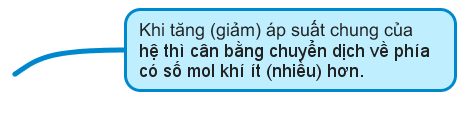 Khi tăng (giảm) áp suất chung của
hệ thì cân bằng chuyển dịch về phía
có số mol khí ít (nhiều) hơn.